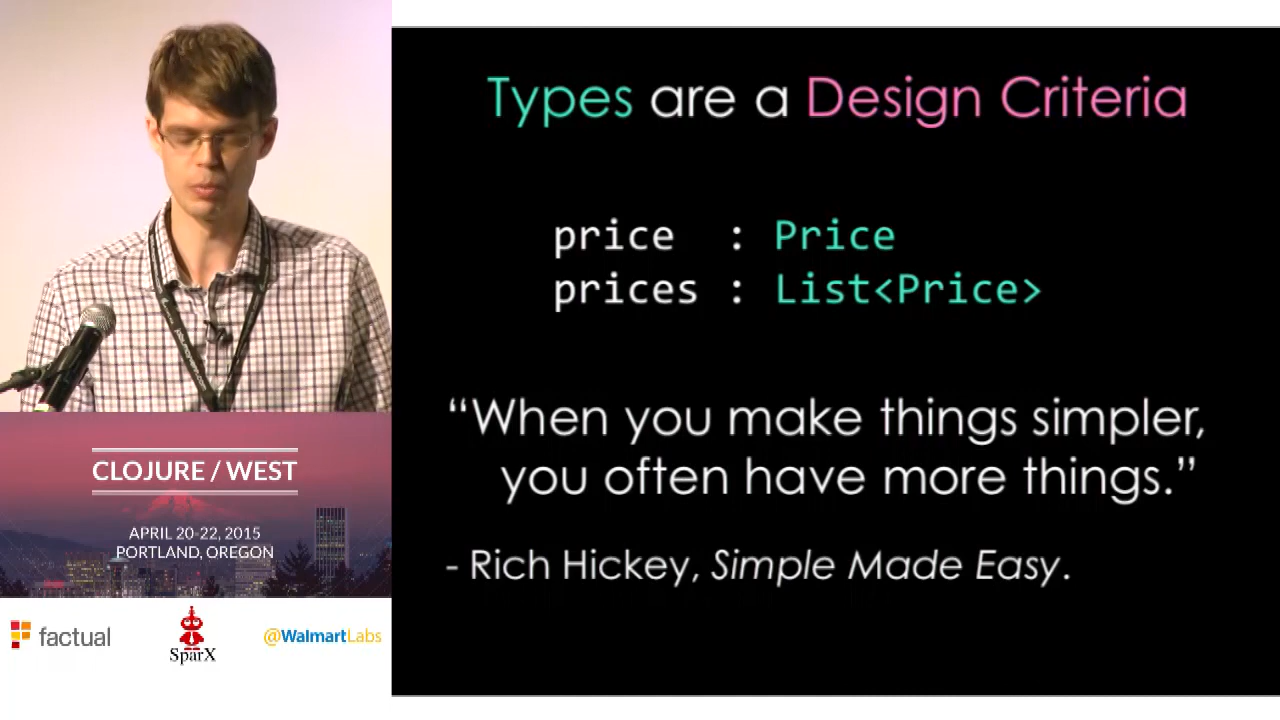 Types are a Design Criteria
price : Price
prices : List<Price>
“When you make things simpler,
you often have more things.”
- Rich Hickey, Simple Made Easy.
CLOJURE / WEST
APRIL 20-22, 2015
PORTLAND, OREGON
factual
SparX
@WalmartLabs